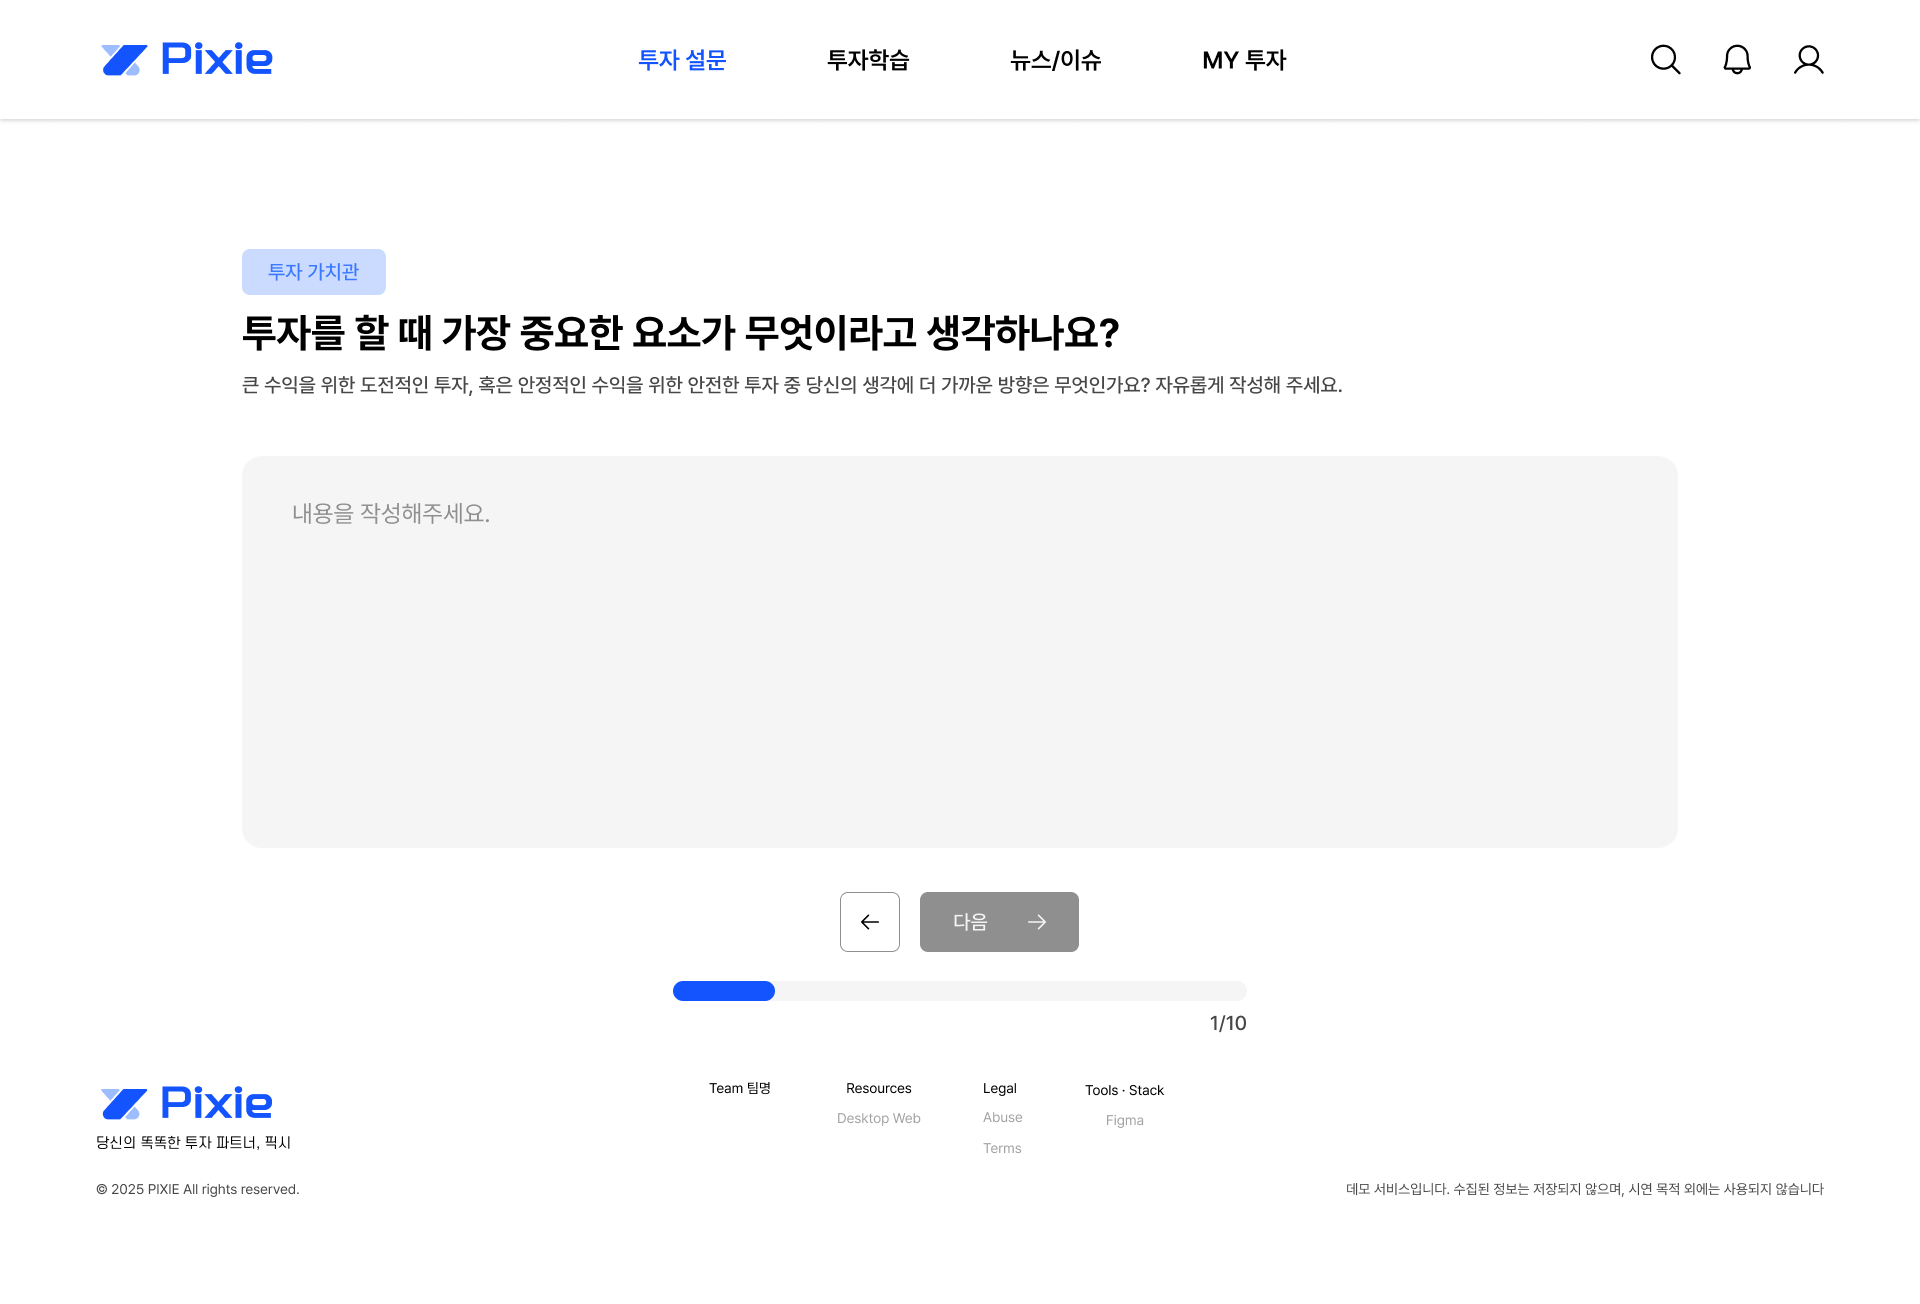 Pixie
투자 설문
투자학습
뉴스/이슈
MY 투자
투자 가치관
투자를 할 때 가장 중요한 요소가 무엇이라고 생각하나요?
큰 수익을 위한 도전적인 투자, 혹은 안정적인 수익을 위한 안전한 투자 중 당신의 생각에 더 가까운 방향은 무엇인가요? 자유롭게 작성해 주세요.
내용을 작성해주세요.
다음
1/10
Pixie
당신의 똑똑한 투자 파트너, 픽시
Team 팀명
Resources
Desktop Web
Legal
Abuse
Terms
Tools · Stack
Figma
© 2025 PIXIE All rights reserved.
데모 서비스입니다. 수집된 정보는 저장되지 않으며, 시연 목적 외에는 사용되지 않습니다